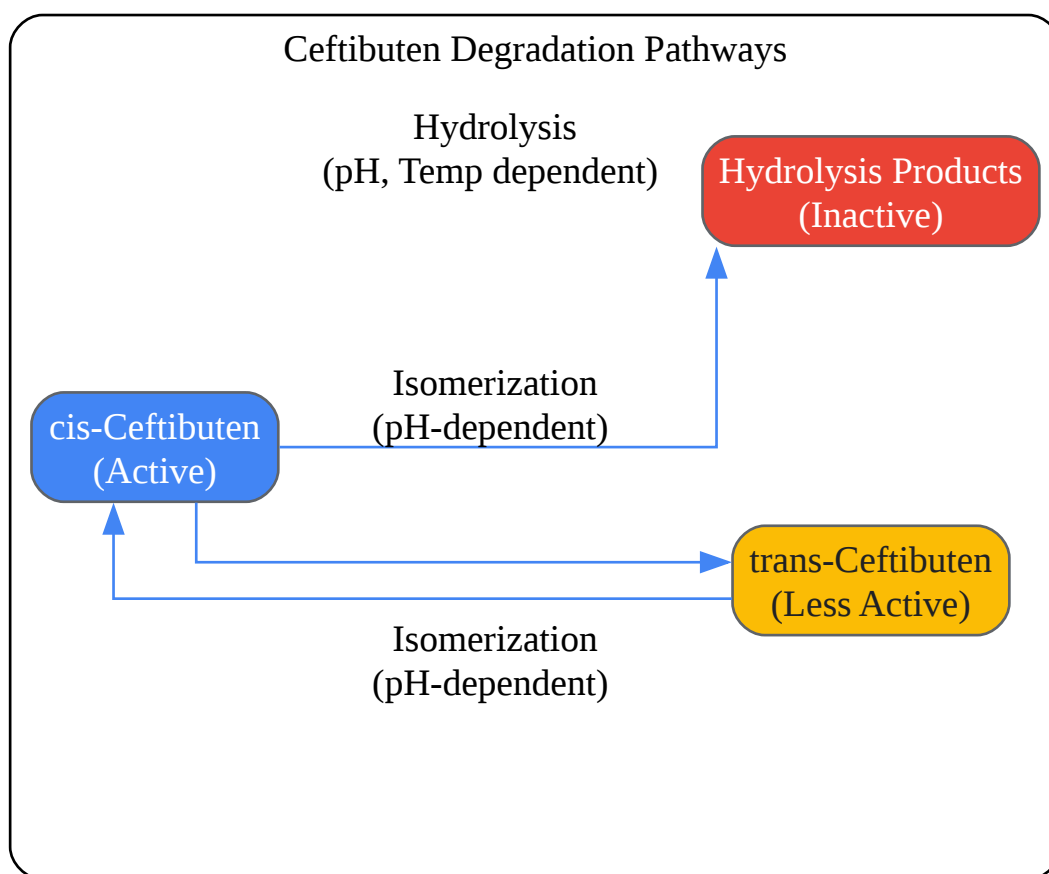 Ceftibuten Degradation Pathways
Hydrolysis
(pH, Temp dependent)
Hydrolysis Products
(Inactive)
Isomerization
(pH-dependent)
cis-Ceftibuten
(Active)
trans-Ceftibuten
(Less Active)
Isomerization
(pH-dependent)